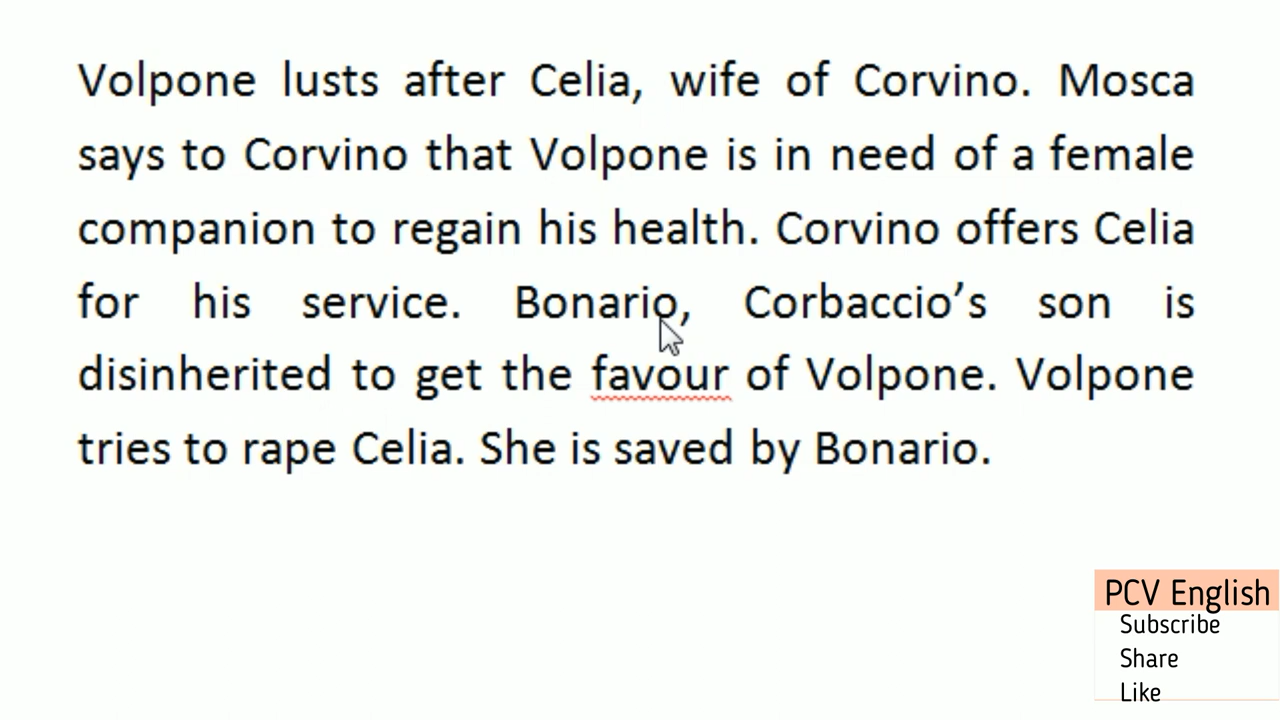 Volpone lusts after Celia, wife of Corvino. Mosca
says to Corvino that Volpone is in need of a female
companion to regain his health. Corvino offers Celia
for his service. Bonario, Corbaccio’s son is
disinherited to get the favour of Volpone. Volpone
tries to rape Celia. She is saved by Bonario.
PCV English
Subscribe
Share
Like